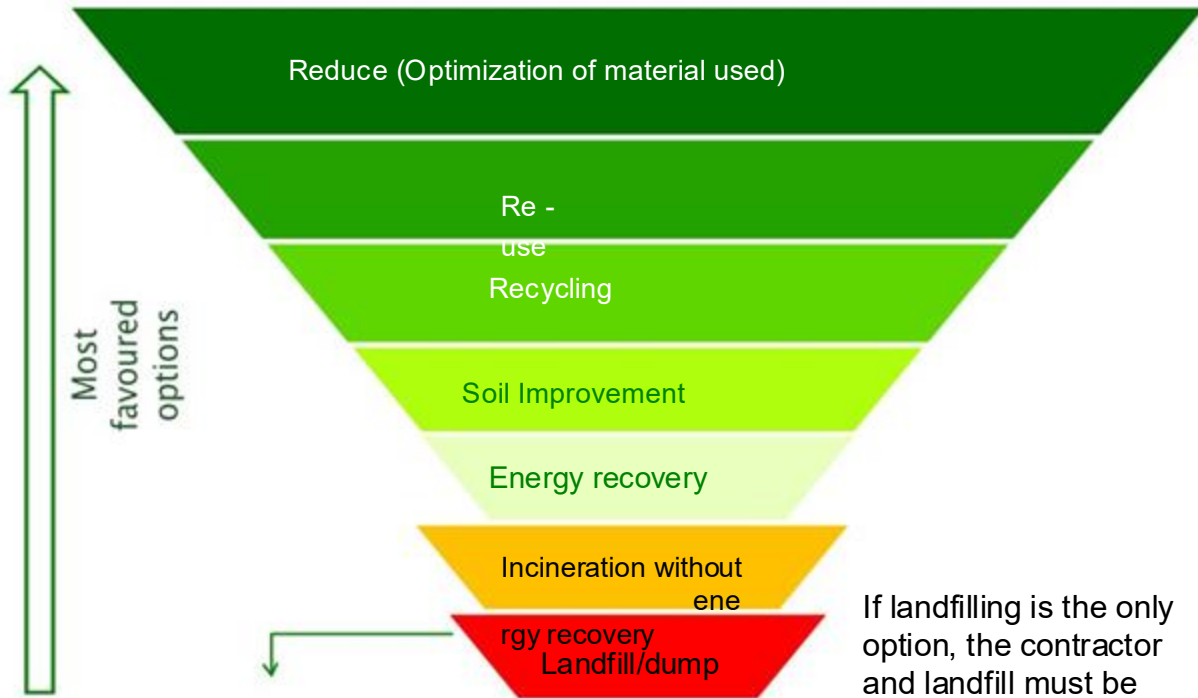 Reduce (Optimization of material used)
Re -
use
Recycling
Most
favoured
options
Soil Improvement
Energy recovery
Incineration without
ene
rgy recovery
Landfill/dump
If landfilling is the only
option, the contractor
and landfill must be